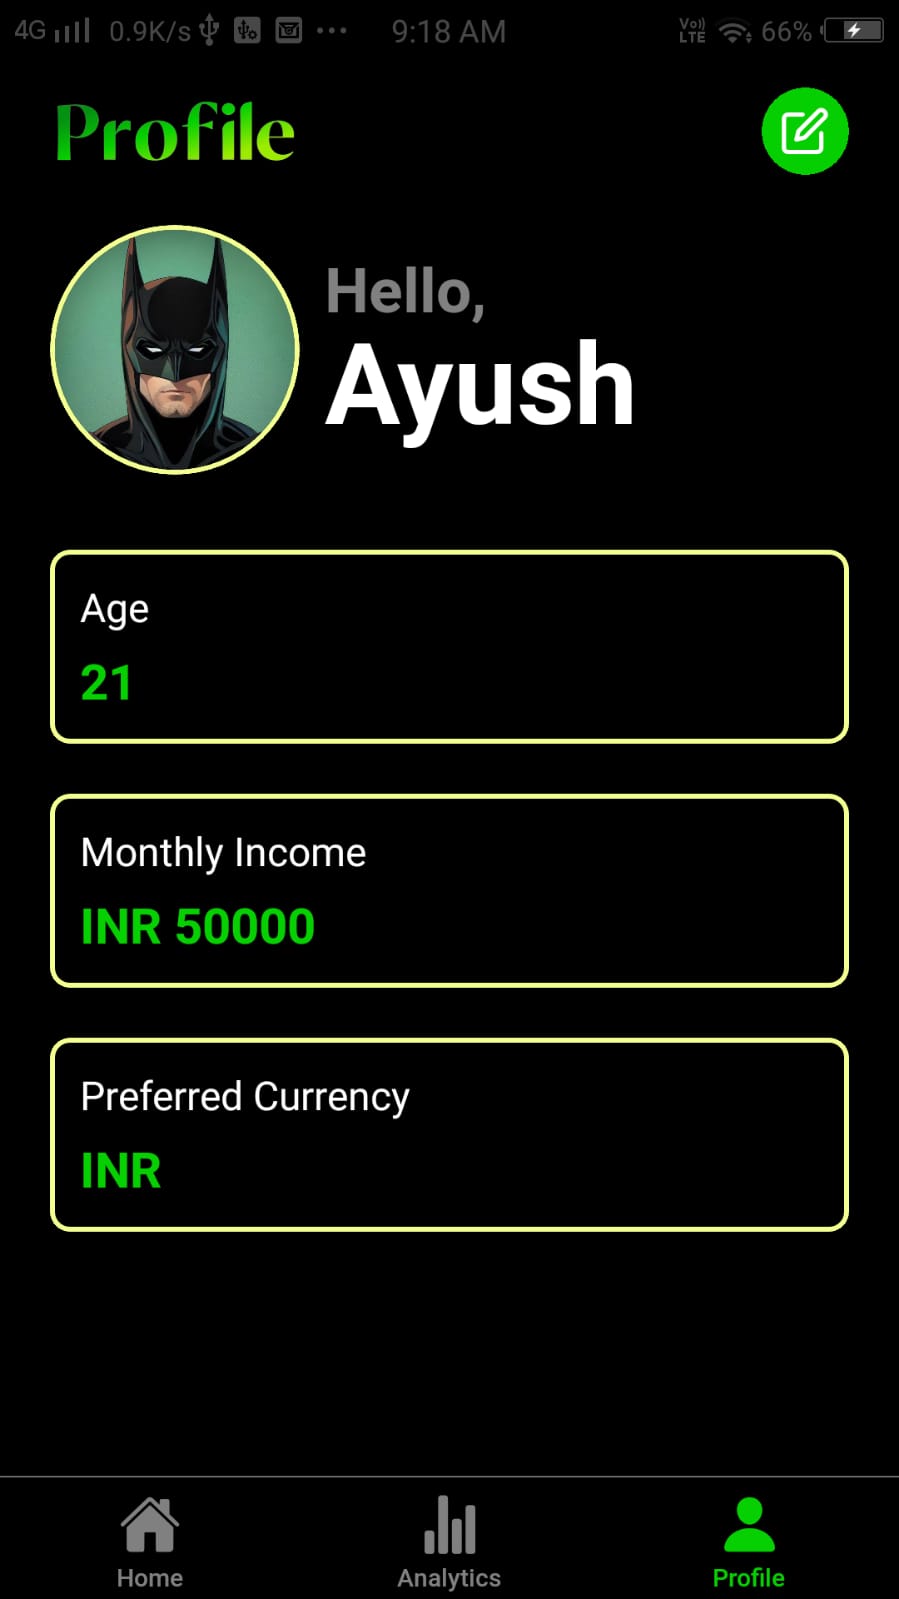 4G 0.9K/s ... 9:18 AM Vo)) LTE 66%
Profile
Hello,
Ayush
Age
21
Monthly Income
INR 50000
Preferred Currency
INR
Home Analytics Profile